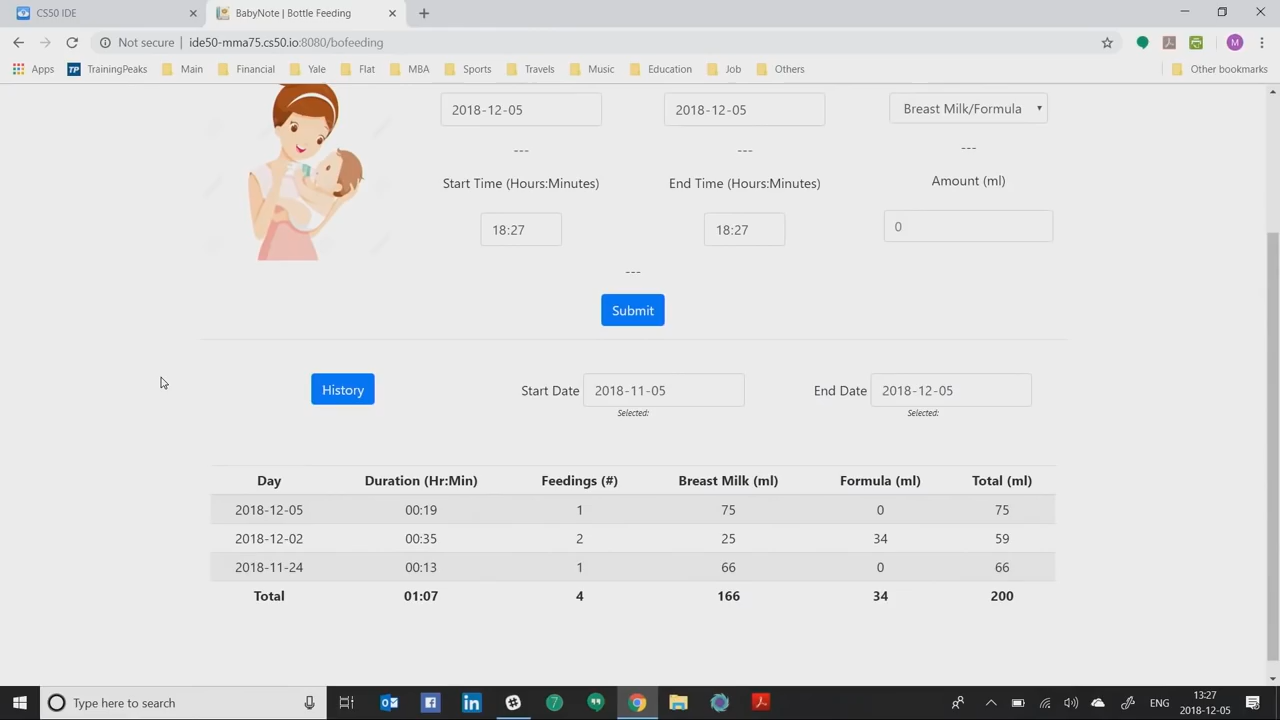 CS50 IDE
BabyNote | Bottle Feeding
Not secure | ide50-mma75.cs50.io:8080/bofeeding
M
Apps TP TrainingPeaks Main Financial Yale Flat MBA Sports Travels Music Education Job Others Other bookmarks
2018-12-05 2018-12-05 Breast Milk/Formula
--- --- ---
Start Time (Hours:Minutes) End Time (Hours:Minutes) Amount (ml)
18:27 18:27 0
---
Submit
History Start Date 2018-11-05 End Date 2018-12-05
Selected: Selected:
Day Duration (Hr:Min) Feedings (#) Breast Milk (ml) Formula (ml) Total (ml)
2018-12-05 00:19 1 75 0 75
2018-12-02 00:35 2 25 34 59
2018-11-24 00:13 1 66 0 66
Total 01:07 4 166 34 200
Type here to search ENG 13:27
2018-12-05